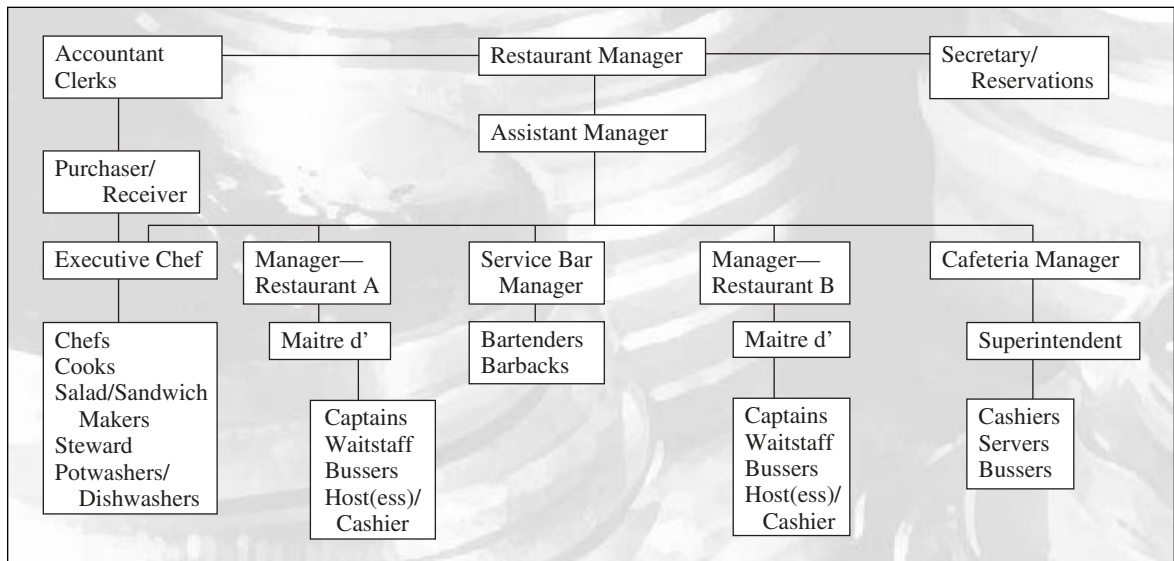 Accountant
Clerks
Restaurant Manager
Secretary/
Reservations
Assistant Manager
Purchaser/
Receiver
Executive Chef
Manager—
Restaurant A
Service Bar
Manager
Manager—
Restaurant B
Cafeteria Manager
Chefs
Cooks
Salad/Sandwich
Makers
Steward
Potwashers/
Dishwashers
Maitre d’
Captains
Waitstaff
Bussers
Host(ess)/
Cashier
Bartenders
Barbacks
Maitre d’
Captains
Waitstaff
Bussers
Host(ess)/
Cashier
Superintendent
Cashiers
Servers
Bussers